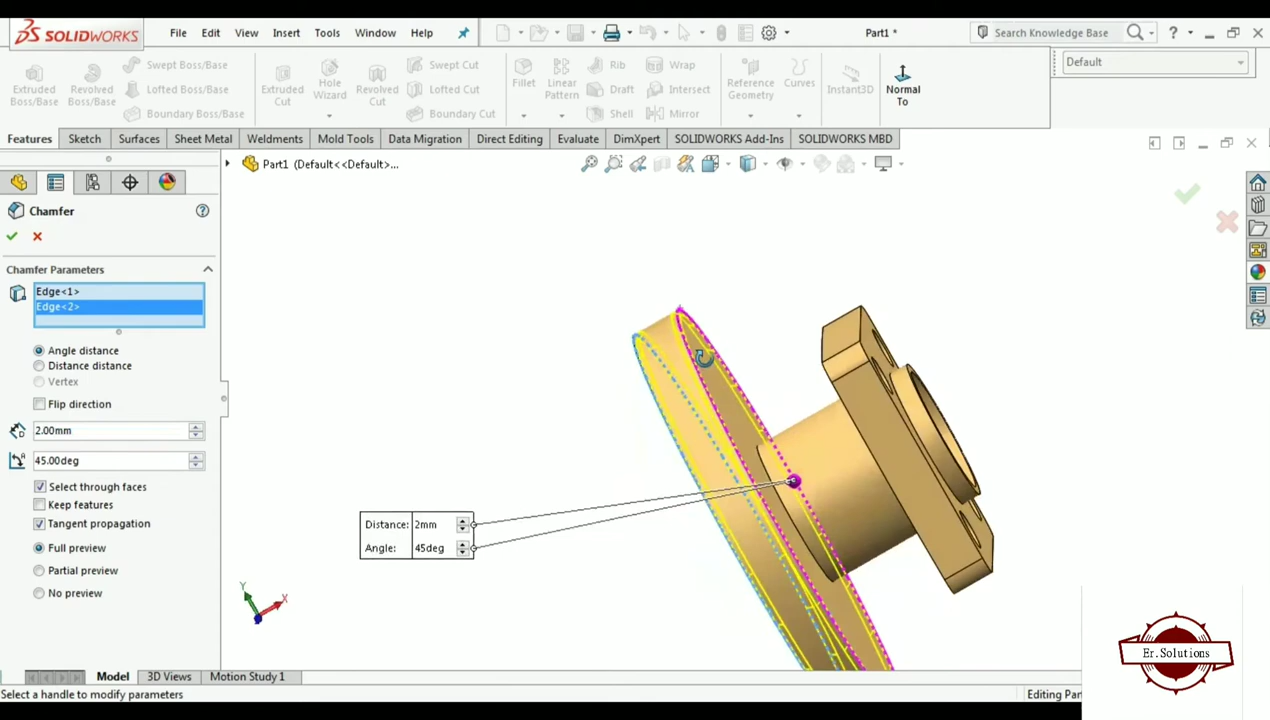 SOLIDWORKS File Edit View Insert Tools Window Help Part1 * Search Knowledge Base ?
Extruded Boss/Base
Revolved Boss/Base
Swept Boss/Base
Lofted Boss/Base
Boundary Boss/Base
Extruded Cut
Hole Wizard
Revolved Cut
Swept Cut
Lofted Cut
Boundary Cut
Fillet
Linear Pattern
Rib
Draft
Shell
Wrap
Intersect
Mirror
Reference Geometry
Curves
Instant3D
Normal To
Default
Features Sketch Surfaces Sheet Metal Weldments Mold Tools Data Migration Direct Editing Evaluate DimXpert SOLIDWORKS Add-Ins SOLIDWORKS MBD
Part1 (Default<<Default>...
Chamfer ?
Chamfer Parameters
Edge<1>
Edge<2>
Angle distance
Distance distance
Vertex
Flip direction
2.00mm
45.00deg
Select through faces
Keep features
Tangent propagation
Full preview
Partial preview
No preview
Distance: 2mm
Angle: 45deg
Y
X
Er.Solutions
Model 3D Views Motion Study 1
Select a handle to modify parameters Editing Par